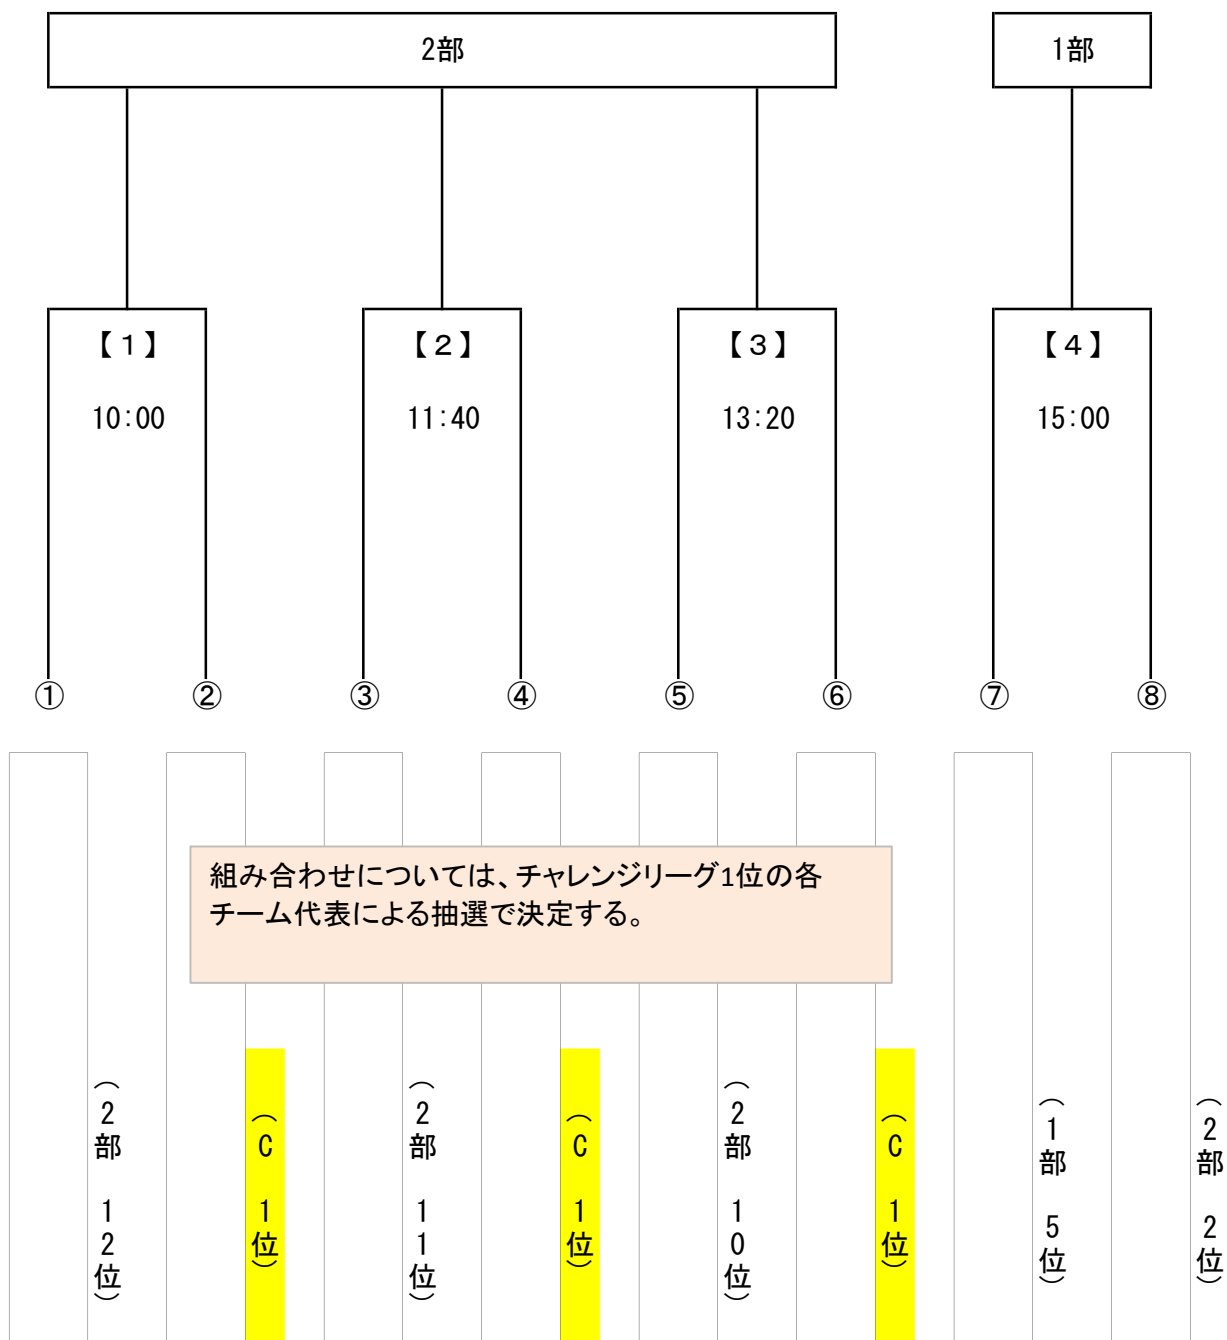 2部
1部
【１】
【２】
【３】
【４】
10:00
11:40
13:20
15:00
①
②
③
④
⑤
⑥
⑦
⑧
組み合わせについては、チャレンジリーグ1位の各
チーム代表による抽選で決定する。
（2部　12位）
（C　1位）
（2部　11位）
（C　1位）
（2部　10位）
（C　1位）
（1部　5位）
（2部　2位）